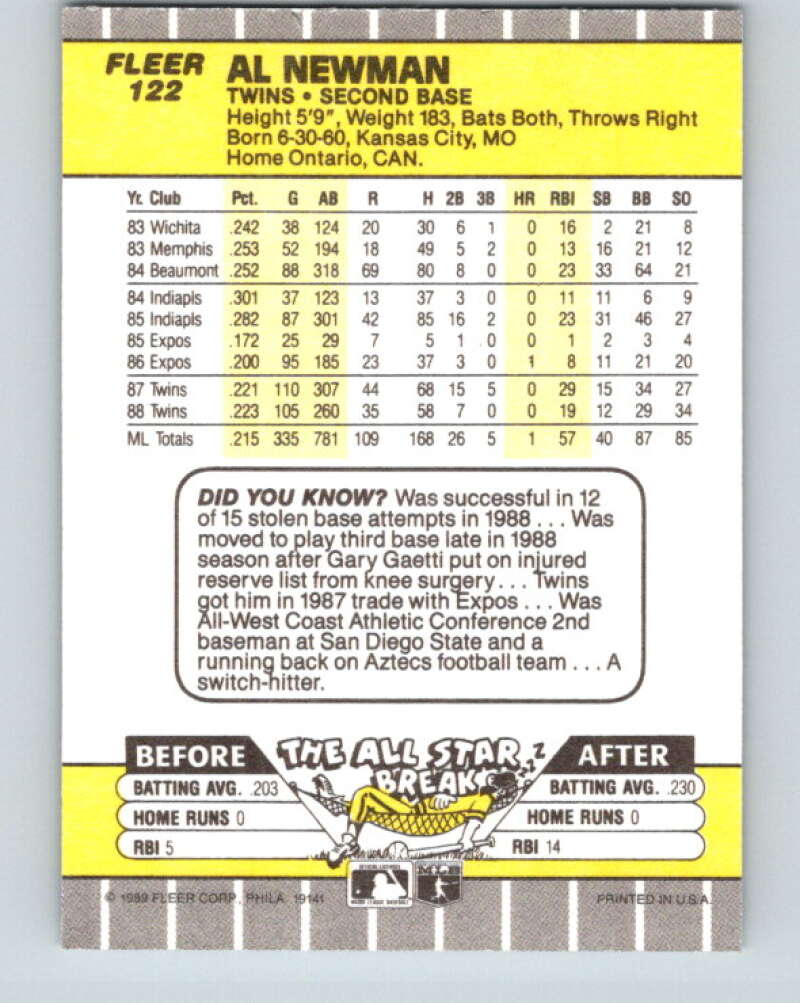 FLEER
122
AL NEWMAN
TWINS • SECOND BASE
Height 5'9", Weight 183, Bats Both, Throws Right
Born 6-30-60, Kansas City, MO
Home Ontario, CAN.
Yr. Club Pct. G AB R H 2B 3B HR RBI SB BB SO
83 Wichita .242 38 124 20 30 6 1 0 16 2 21 8
83 Memphis .253 52 194 18 49 5 2 0 13 16 21 12
84 Beaumont .252 88 318 69 80 8 0 0 23 33 64 21
84 Indiapls .301 37 123 13 37 3 0 0 11 11 6 9
85 Indiapls .282 87 301 42 85 16 2 0 23 31 46 27
85 Expos .172 25 29 7 5 1 0 0 1 2 3 4
86 Expos .200 95 185 23 37 3 0 1 8 11 21 20
87 Twins .221 110 307 44 68 15 5 0 29 15 34 27
88 Twins .223 105 260 35 58 7 0 0 19 12 29 34
ML Totals .215 335 781 109 168 26 5 1 57 40 87 85
DID YOU KNOW? Was successful in 12
of 15 stolen base attempts in 1988 . . . Was
moved to play third base late in 1988
season after Gary Gaetti put on injured
reserve list from knee surgery . . . Twins
got him in 1987 trade with Expos . . . Was
All-West Coast Athletic Conference 2nd
baseman at San Diego State and a
running back on Aztecs football team . . . A
switch-hitter.
BEFORE THE ALL STAR BREAK ZZZ AFTER
BATTING AVG. .203 BATTING AVG. .230
HOME RUNS 0 HOME RUNS 0
RBI 5 RBI 14
© 1989 FLEER CORP., PHILA. 19141 MLB PRINTED IN U.S.A.